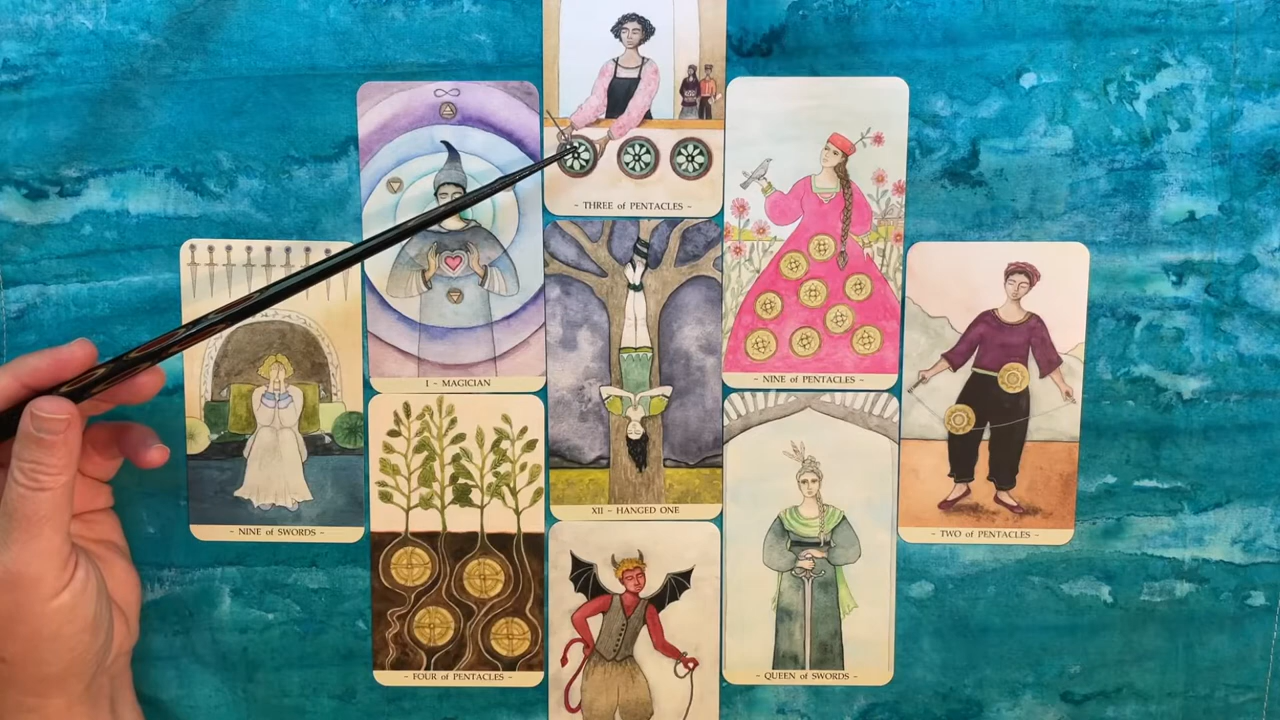 - THREE of PENTACLES -
I - MAGICIAN
- NINE of PENTACLES -
XII - HANGED ONE
- NINE of SWORDS -
- TWO of PENTACLES -
- FOUR of PENTACLES -
- QUEEN of SWORDS -